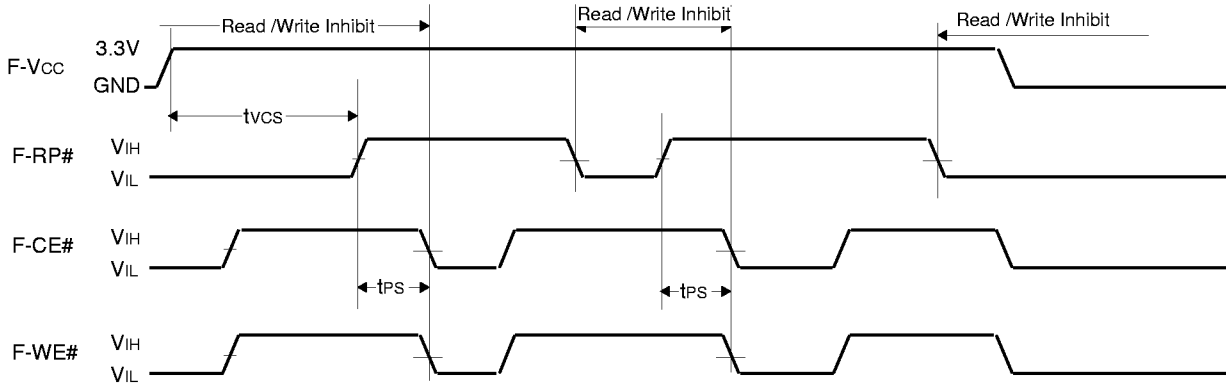 Read /Write Inhibit
Read /Write Inhibit
Read /Write Inhibit
F-VCC
3.3V
GND
tVCS
F-RP#
VIH
VIL
F-CE#
VIH
VIL
tPS
tPS
F-WE#
VIH
VIL